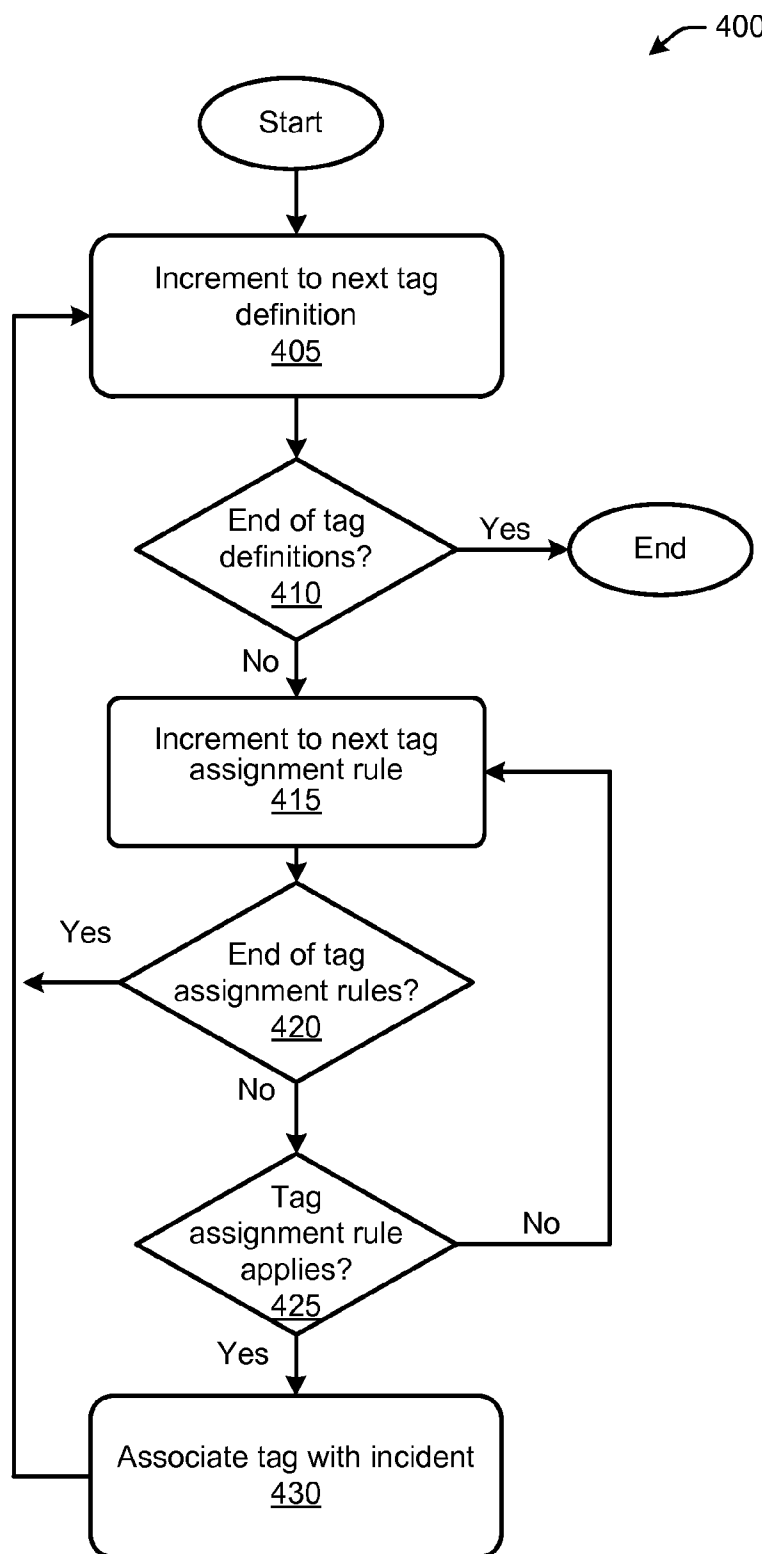 400
Start
Increment to next tag
definition
405
End of tag
definitions?
410
Yes
End
No
Increment to next tag
assignment rule
415
Yes
End of tag
assignment rules?
420
No
Tag
assignment rule
applies?
425
No
Yes
Associate tag with incident
430